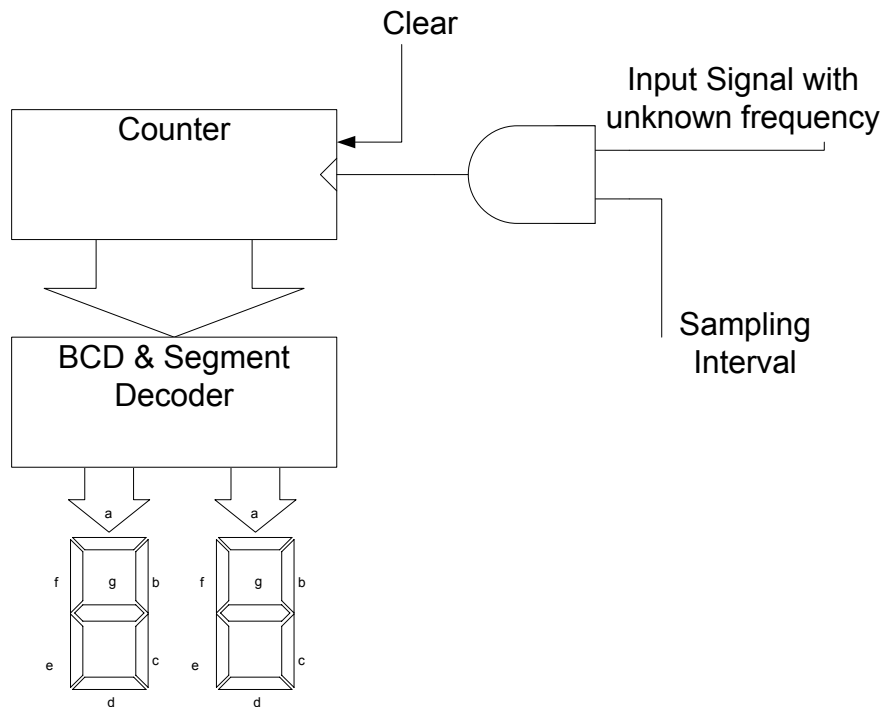 Clear
Input Signal with
unknown frequency
Counter
Sampling
Interval
BCD & Segment
Decoder
a
a
f
g
b
f
g
b
e
c
e
c
d
d